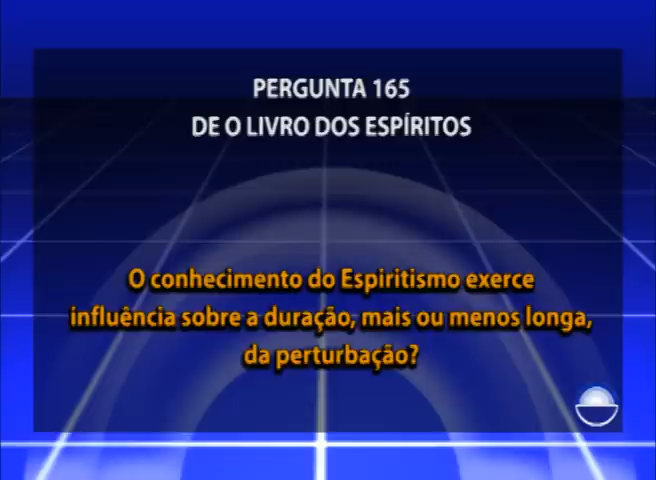 PERGUNTA 165
DE O LIVRO DOS ESPÍRITOS
O conhecimento do Espiritismo exerce
influência sobre a duração, mais ou menos longa,
da perturbação?